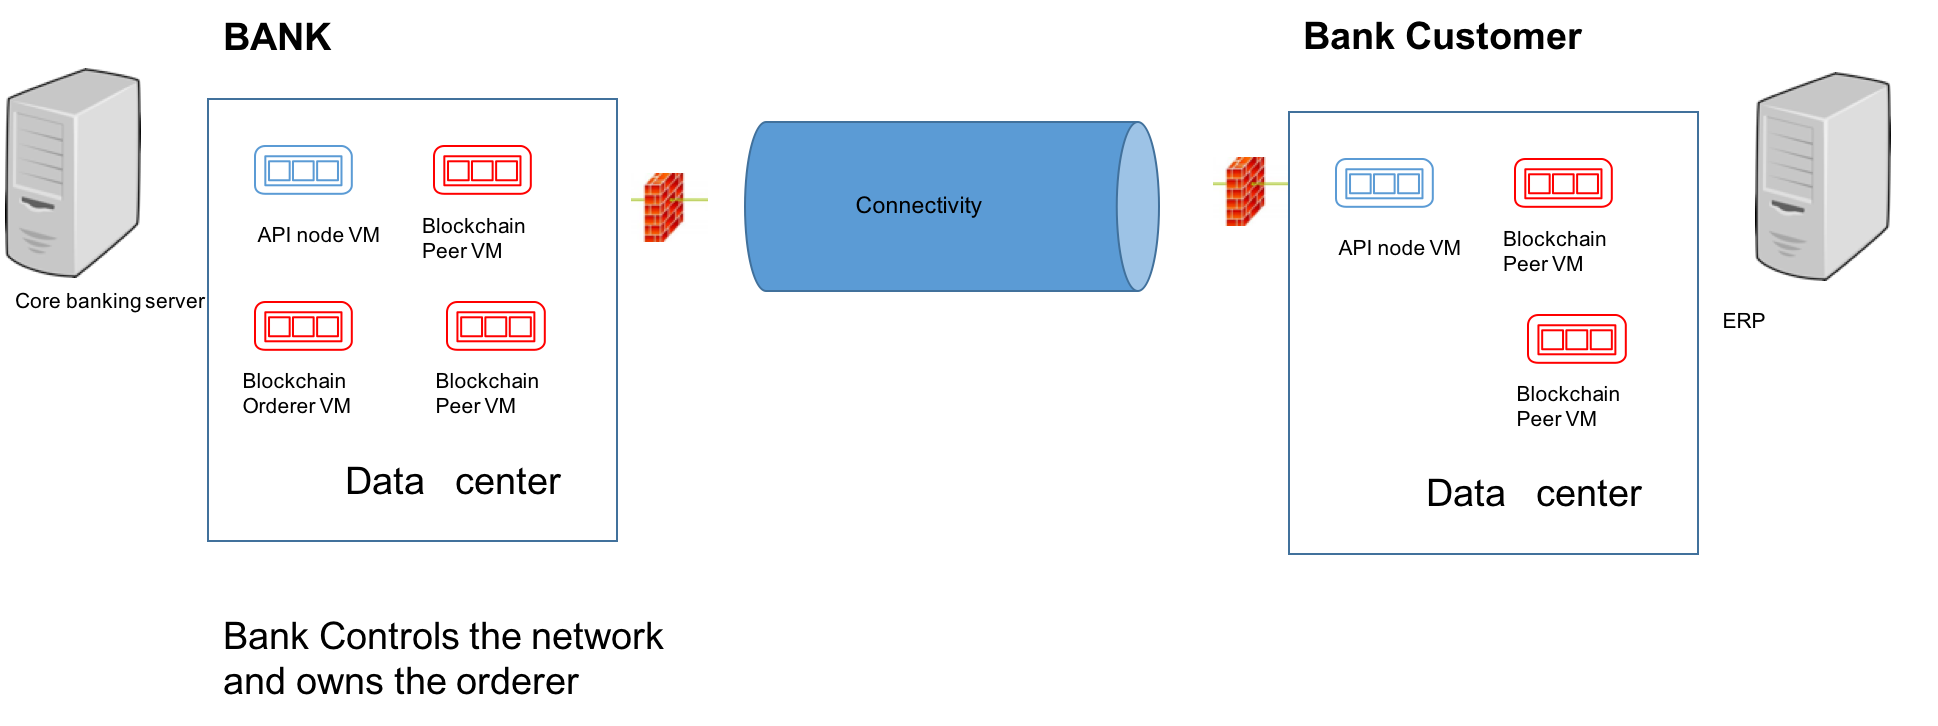 BANK
Bank Customer
API node VM
Blockchain
Peer VM
Core banking server
Blockchain
Orderer VM
Blockchain
Peer VM
Data center
Connectivity
API node VM
Blockchain
Peer VM
ERP
Blockchain
Peer VM
Data center
Bank Controls the network
and owns the orderer